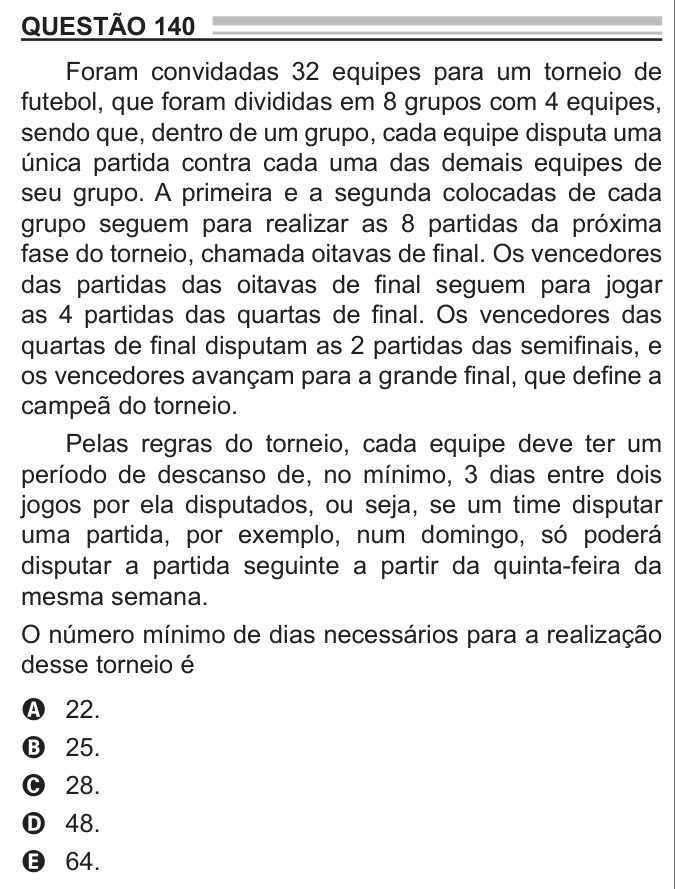 QUESTÃO 140
Foram convidadas 32 equipes para um torneio de
futebol, que foram divididas em 8 grupos com 4 equipes,
sendo que, dentro de um grupo, cada equipe disputa uma
única partida contra cada uma das demais equipes de
seu grupo. A primeira e a segunda colocadas de cada
grupo seguem para realizar as 8 partidas da próxima
fase do torneio, chamada oitavas de final. Os vencedores
das partidas das oitavas de final seguem para jogar
as 4 partidas das quartas de final. Os vencedores das
quartas de final disputam as 2 partidas das semifinais, e
os vencedores avançam para a grande final, que define a
campeã do torneio.
Pelas regras do torneio, cada equipe deve ter um
período de descanso de, no mínimo, 3 dias entre dois
jogos por ela disputados, ou seja, se um time disputar
uma partida, por exemplo, num domingo, só poderá
disputar a partida seguinte a partir da quinta-feira da
mesma semana.
O número mínimo de dias necessários para a realização
desse torneio é
A 22.
B 25.
C 28.
D 48.
E 64.